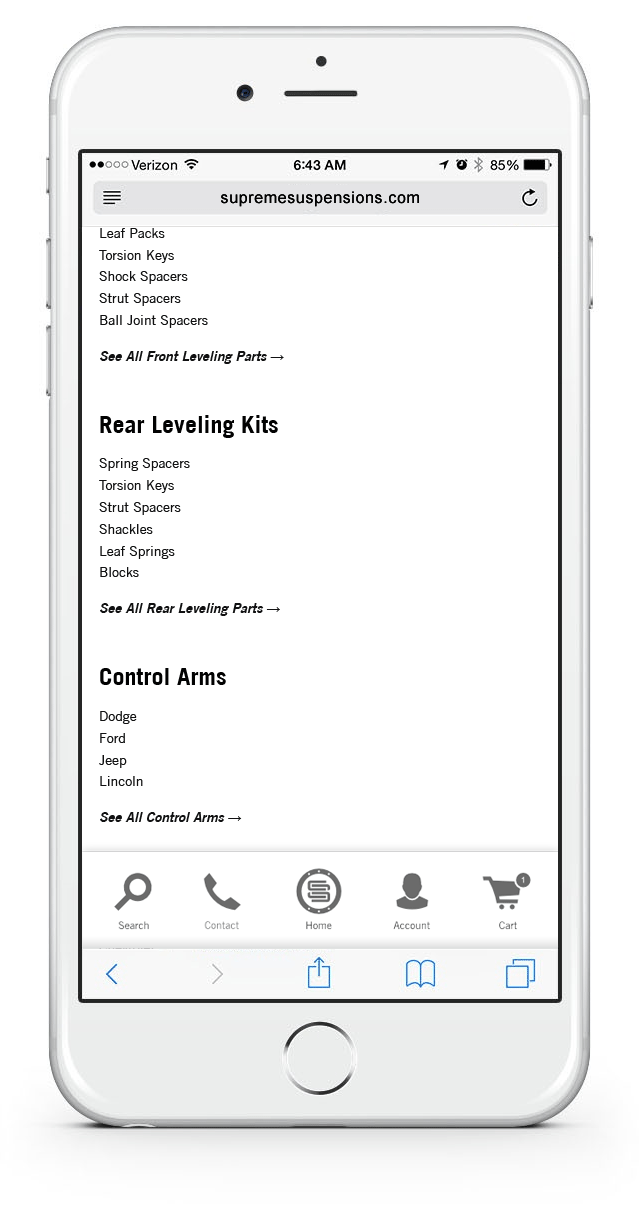 Verizon 6:43 AM 85%
supremesuspensions.com
Leaf Packs
Torsion Keys
Shock Spacers
Strut Spacers
Ball Joint Spacers
See All Front Leveling Parts →
Rear Leveling Kits
Spring Spacers
Torsion Keys
Strut Spacers
Shackles
Leaf Springs
Blocks
See All Rear Leveling Parts →
Control Arms
Dodge
Ford
Jeep
Lincoln
See All Control Arms →
1
Search Contact Home Account Cart